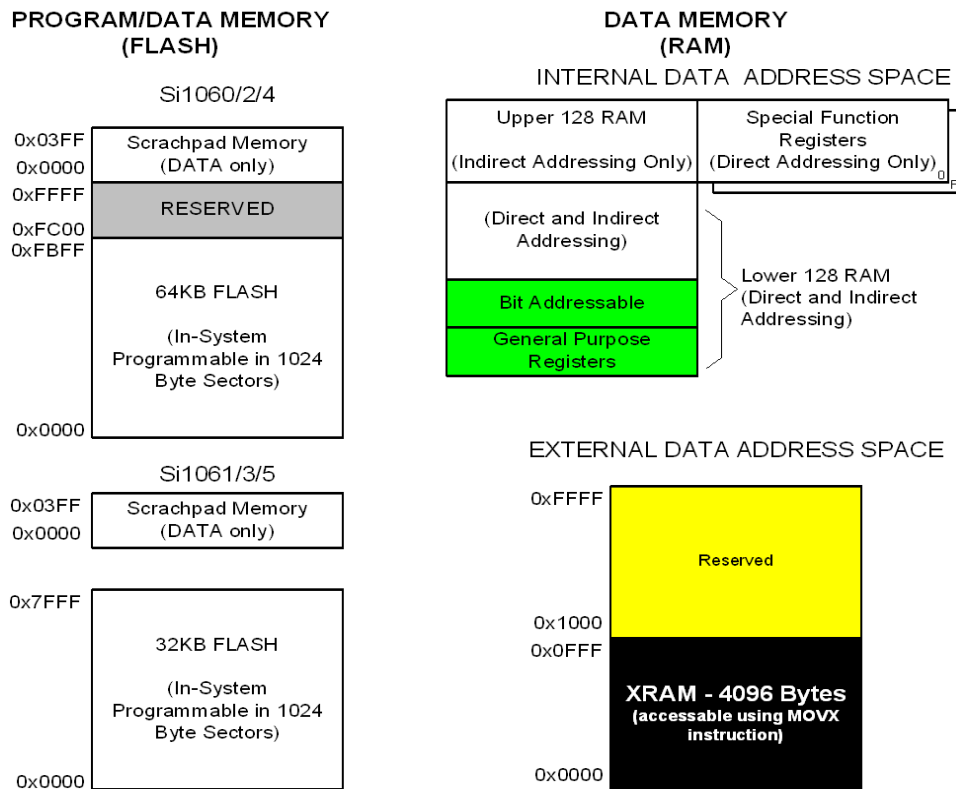 PROGRAM/DATA MEMORY
(FLASH)
Si1060/2/4
0x03FF
Scrachpad Memory
(DATA only)
0x0000
0xFFFF
RESERVED
0xFC00
0xFBFF
64KB FLASH
(In-System
Programmable in 1024
Byte Sectors)
0x0000
Si1061/3/5
0x03FF
Scrachpad Memory
(DATA only)
0x0000
0x7FFF
32KB FLASH
(In-System
Programmable in 1024
Byte Sectors)
0x0000
DATA MEMORY
(RAM)
INTERNAL DATA ADDRESS SPACE
Upper 128 RAM
(Indirect Addressing Only)
Special Function
Registers
(Direct Addressing Only)
0
F
(Direct and Indirect
Addressing)
Bit Addressable
General Purpose
Registers
Lower 128 RAM
(Direct and Indirect
Addressing)
EXTERNAL DATA ADDRESS SPACE
0xFFFF
Reserved
0x1000
0x0FFF
XRAM - 4096 Bytes
(accessable using MOVX
instruction)
0x0000